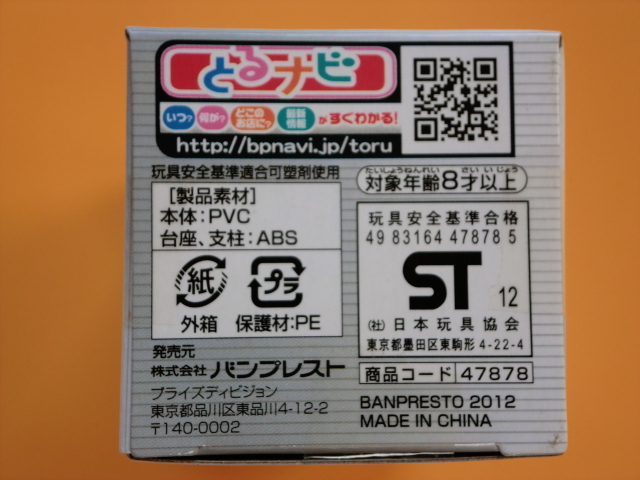 とるナビ
いつ?
何が?
どこの
お店に?
最新
情報
がすぐわかる!
http://bpnavi.jp/toru
玩具安全基準適合可塑剤使用
［製品素材］
本体:PVC
台座、支柱:ABS
紙
外箱
プラ
保護材:PE
発売元
株式会社 バンプレスト
プライズディビジョン
東京都品川区東品川4-12-2
〒140-0002
たいしょうねんれい さいいじょう
対象年齢8才以上
玩具安全基準合格
49 83164 47878 5
ST 12
(社)日本玩具協会
東京都墨田区東駒形4-22-4
商品コード 47878
BANPRESTO 2012
MADE IN CHINA